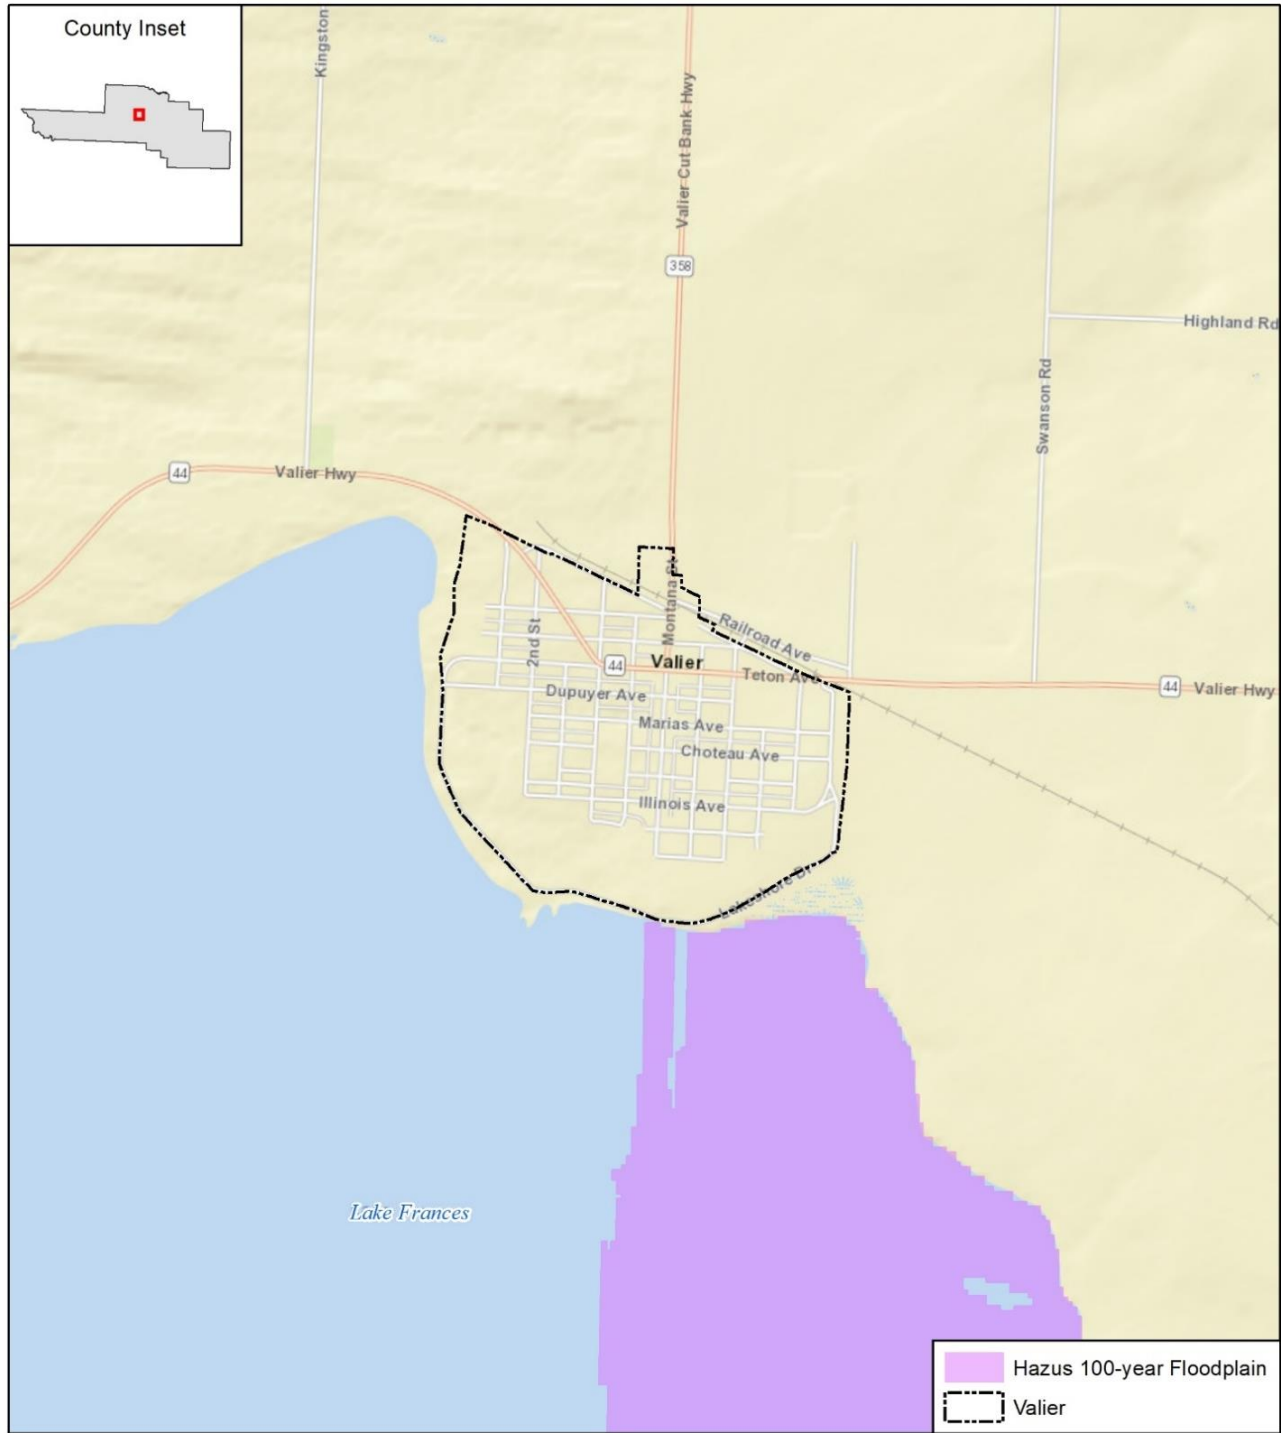 County Inset
Kingston
Valier Cut Bank Hwy
358
Highland Rd
Swanson Rd
44
Valier Hwy
Montana St
Railroad Ave
2nd St
44
Valier
Teton Ave
44
Valier Hwy
Dupuyer Ave
Marias Ave
Choteau Ave
Illinois Ave
Lakeshore Dr
Lake Frances
Hazus 100-year Floodplain
Valier